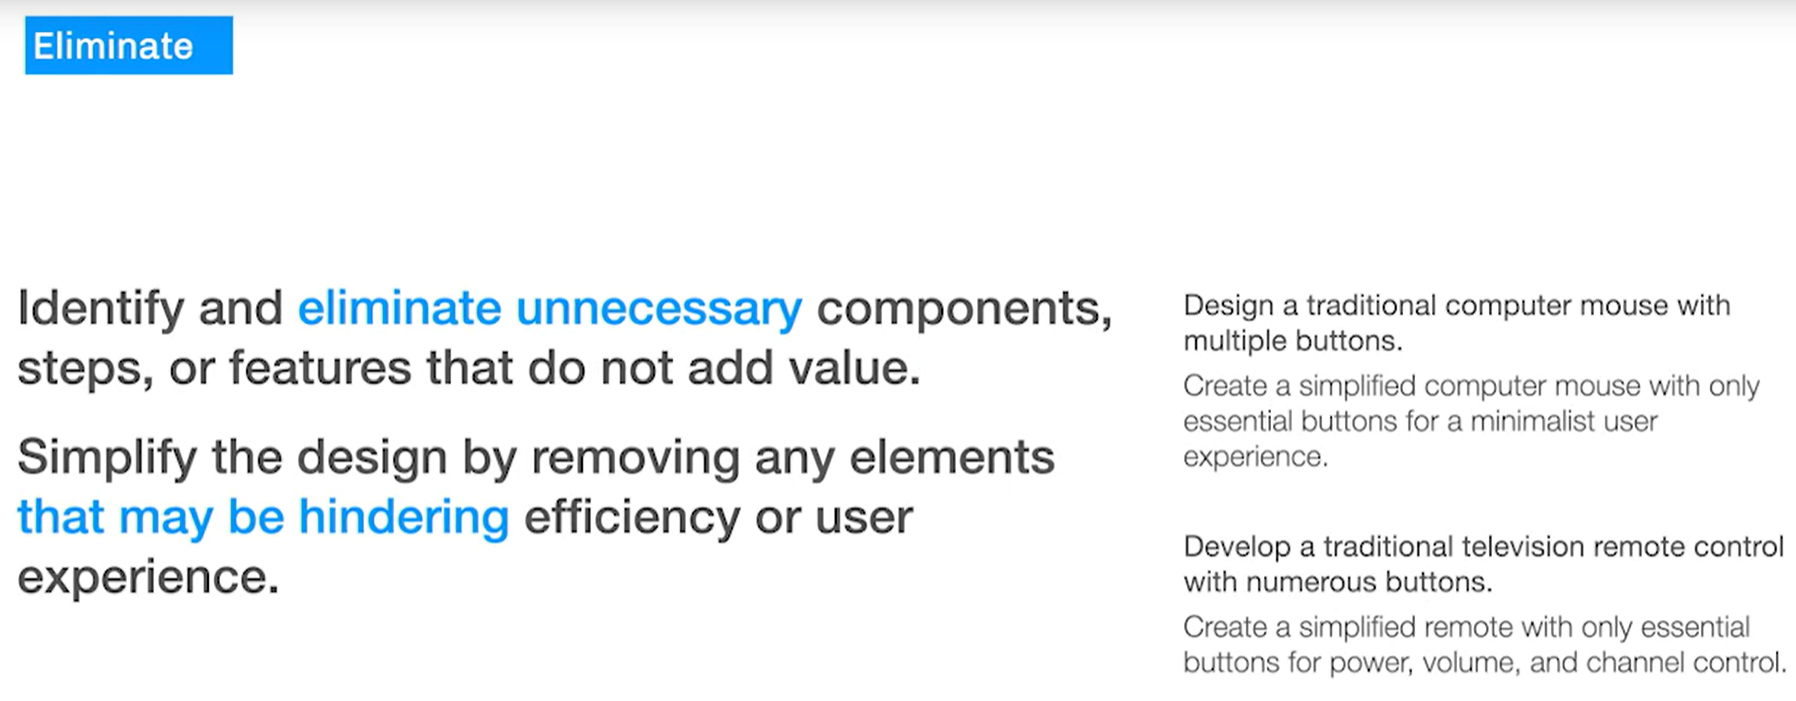 Eliminate
Identify and eliminate unnecessary components,
steps, or features that do not add value.
Simplify the design by removing any elements
that may be hindering efficiency or user
experience.
Design a traditional computer mouse with
multiple buttons.
Create a simplified computer mouse with only
essential buttons for a minimalist user
experience.
Develop a traditional television remote control
with numerous buttons.
Create a simplified remote with only essential
buttons for power, volume, and channel control.